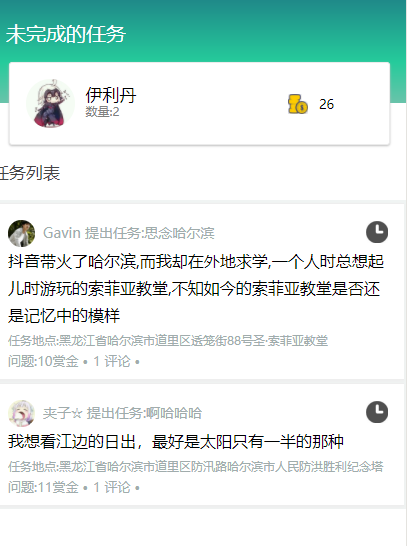 未完成的任务
伊利丹
数量:2
26
任务列表
Gavin 提出任务:思念哈尔滨
抖音带火了哈尔滨,而我却在外地求学,一个人时总想起
儿时游玩的索菲亚教堂,不知如今的索菲亚教堂是否还
是记忆中的模样
任务地点:黑龙江省哈尔滨市道里区透笼街88号圣·索菲亚教堂
问题:10赏金 • 1 评论 •
夹子☆ 提出任务:啊哈哈哈
我想看江边的日出，最好是太阳只有一半的那种
任务地点:黑龙江省哈尔滨市道里区防汛路哈尔滨市人民防洪胜利纪念塔
问题:11赏金 • 1 评论 •